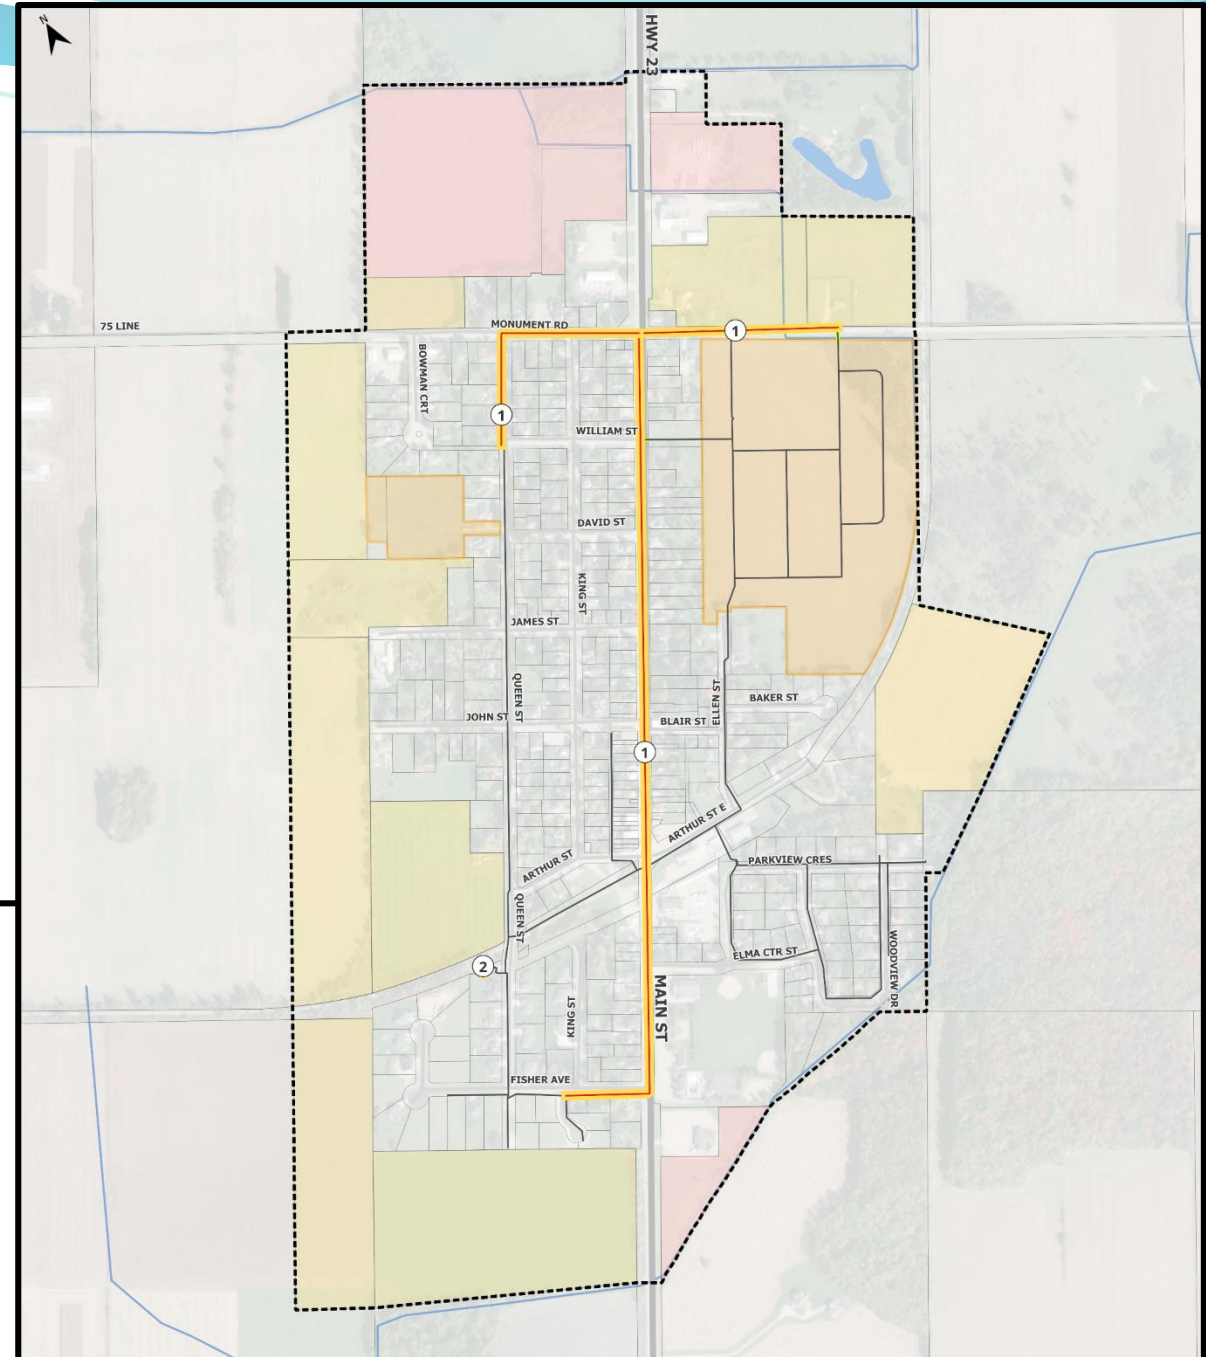 N
HWY 23
75 LINE
MONUMENT RD
1
BOWMAN CRT
1
WILLIAM ST
DAVID ST
KING ST
JAMES ST
QUEEN ST
ELLEN ST
BAKER ST
JOHN ST
BLAIR ST
1
ARTHUR ST E
ARTHUR ST
PARKVIEW CRES
QUEEN ST
ELMA CTR ST
WOODVIEW DR
2
KING ST
MAIN ST
FISHER AVE